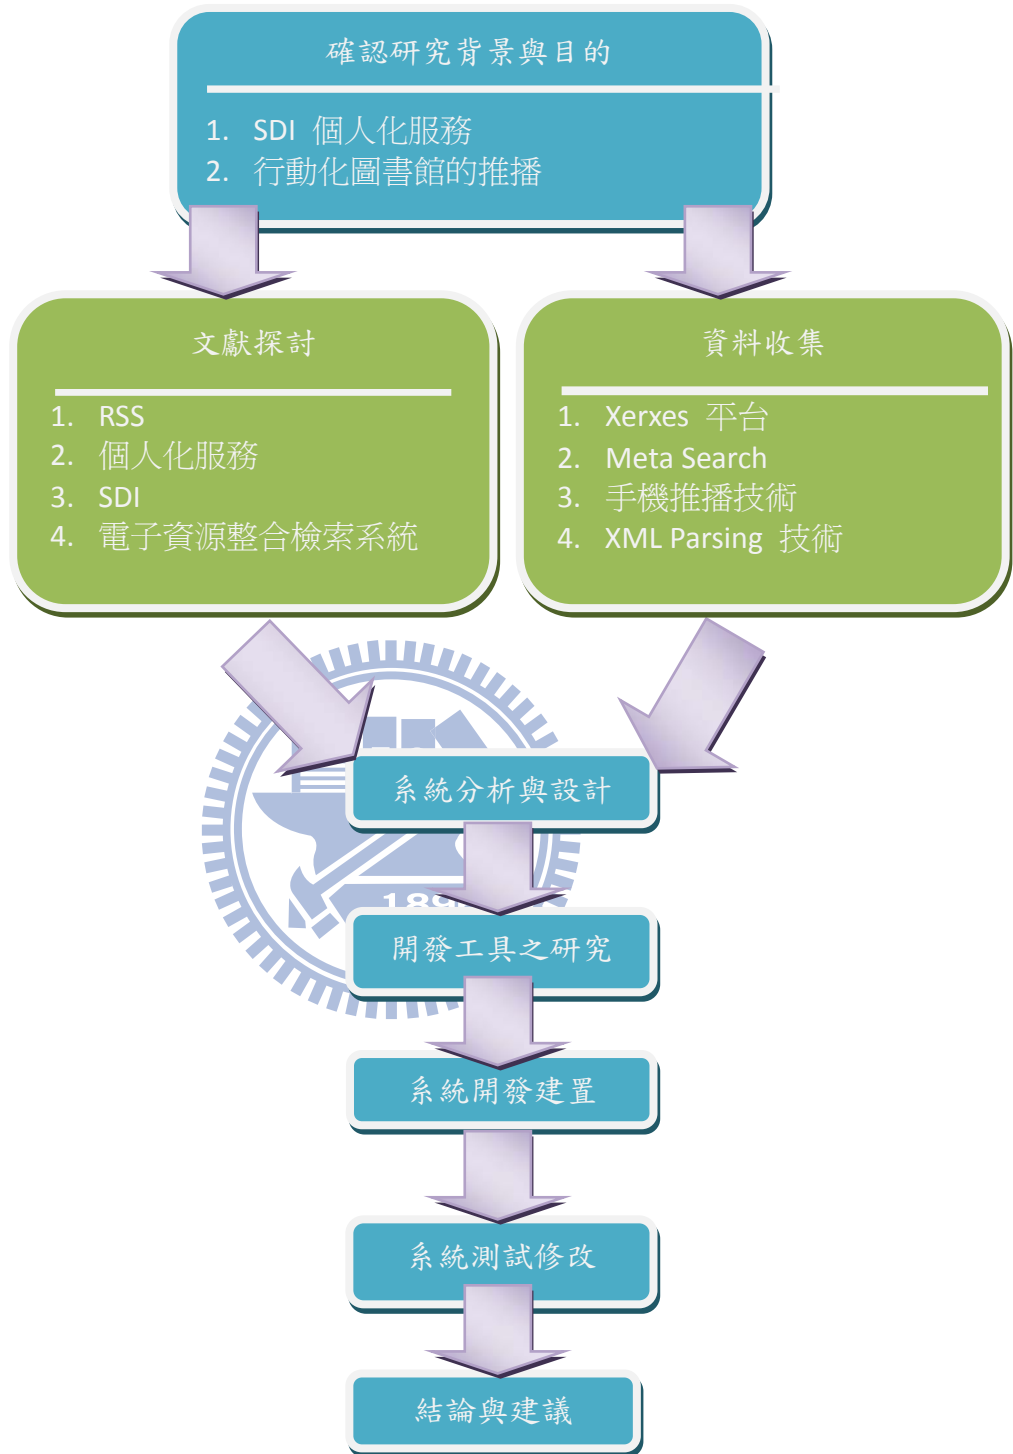 確認研究背景與目的
1. SDI 個人化服務
2. 行動化圖書館的推播
文獻探討
1. RSS
2. 個人化服務
3. SDI
4. 電子資源整合檢索系統
資料收集
1. Xerxes 平台
2. Meta Search
3. 手機推播技術
4. XML Parsing 技術
系統分析與設計
開發工具之研究
系統開發建置
系統測試修改
結論與建議